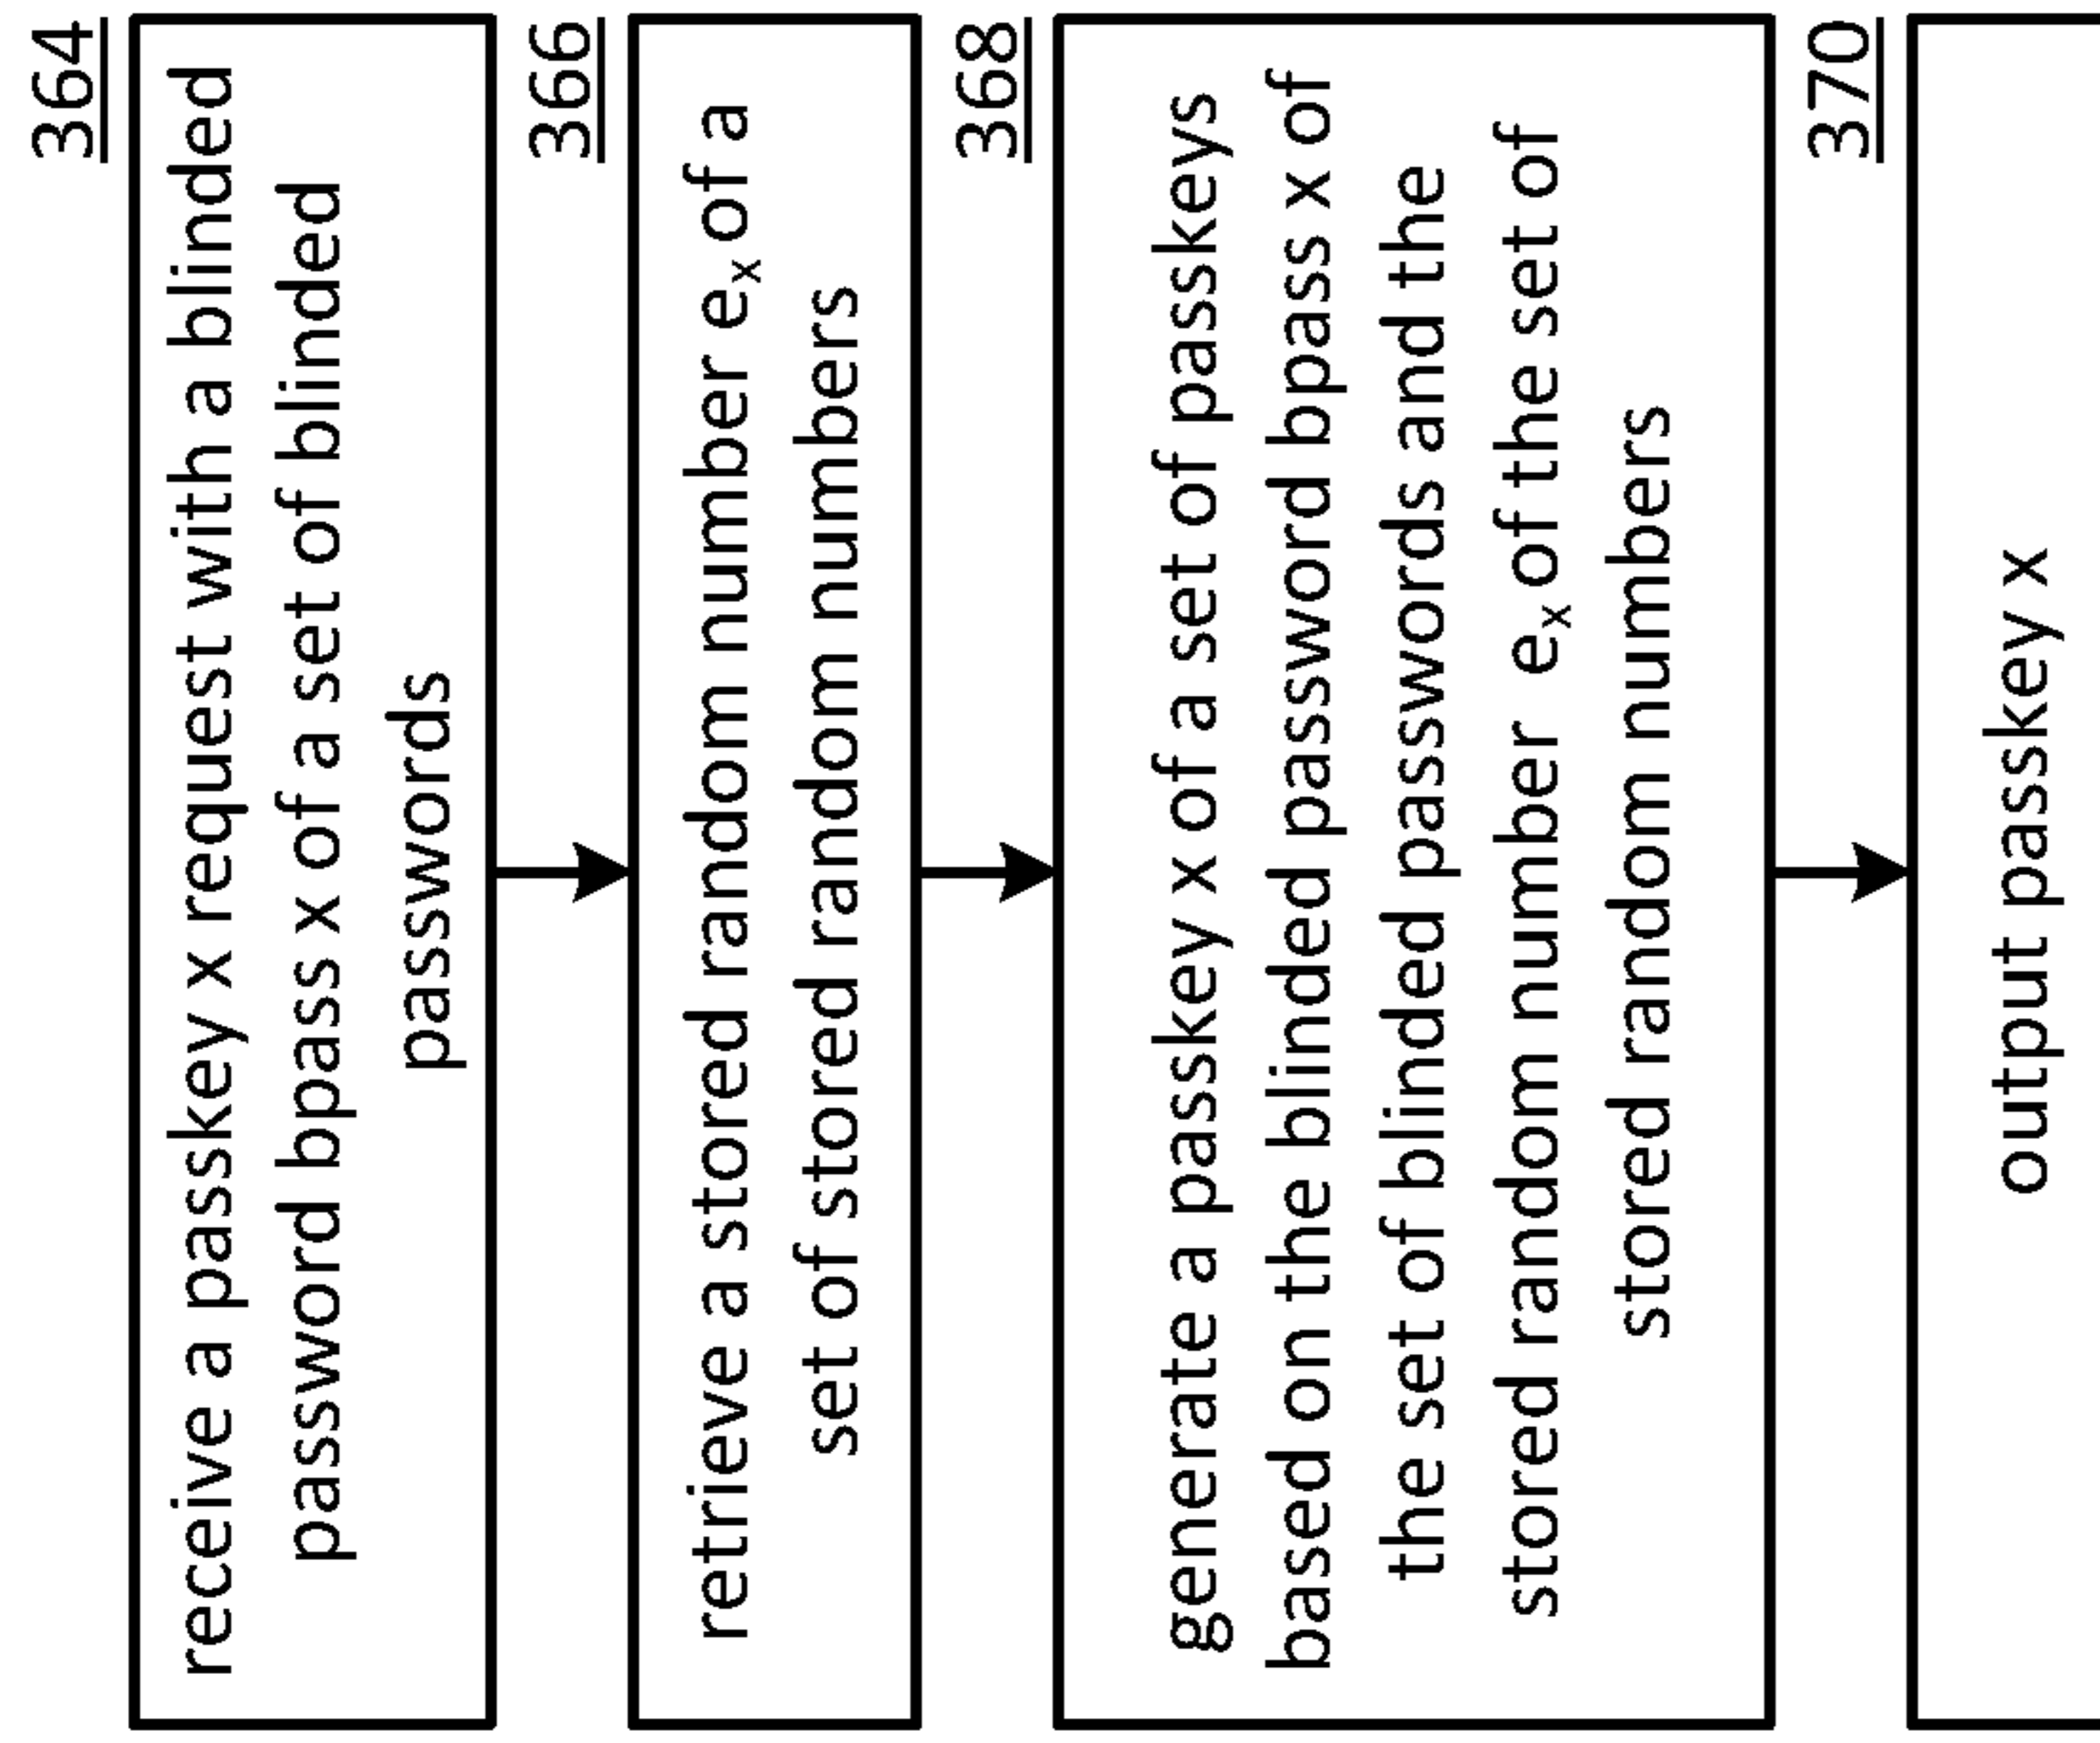 364
receive a passkey x request with a blinded
password bpass x of a set of blinded
passwords
366
retrieve a stored random number eₓ of a
set of stored random numbers
368
generate a passkey x of a set of passkeys
based on the blinded password bpass x of
the set of blinded passwords and the
stored random number eₓ of the set of
stored random numbers
370
output passkey x